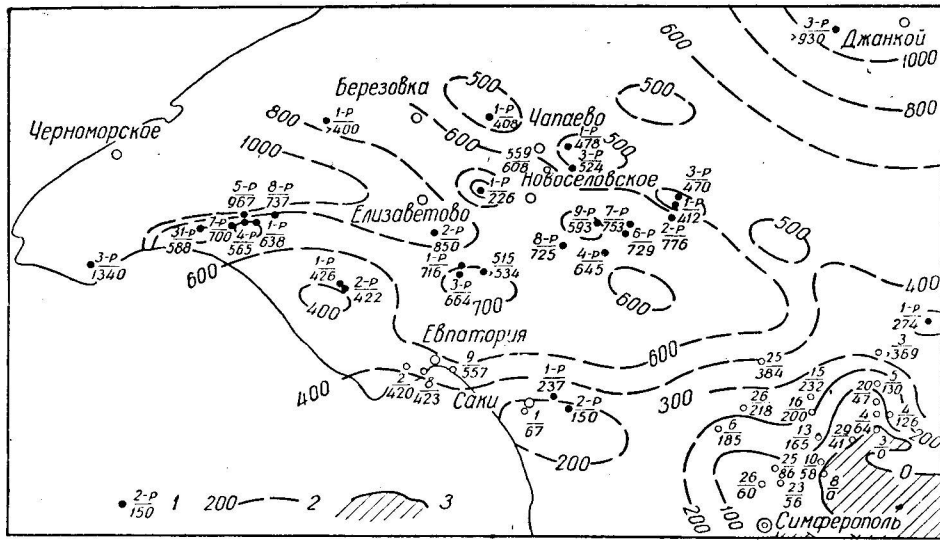 3-р
>930
Джанкой
600
1000
800
Березовка
500
500
1-р
408
Чапаево
1-р
>400
800
600
Черноморское
1000
1-р
478
500
559
608
3-р
524
1-р
226
Новоселовское
3-р
470
1-р
412
5-р
967
8-р
737
Елизаветово
9-р
593
7-р
753
2-р
776
31-р
588
7-р
700
4-р
565
1-р
638
2-р
850
8-р
725
6-р
729
500
4-р
645
3-р
1340
600
1-р
426
2-р
422
1-р
716
515
>534
3-р
664
700
600
400
400
1-р
274
Евпатория
600
9
557
25
384
3
>369
2
420
8
423
400
Саки
1-р
237
300
15
232
20
47
5
130
1
67
2-р
150
26
218
16
200
4
126
200
6
185
13
165
29
41
4
64
3
0
200
25
86
10
58
8
0
0
26
60
23
56
200
100
2-р
150
1
200
2
3
Симферополь